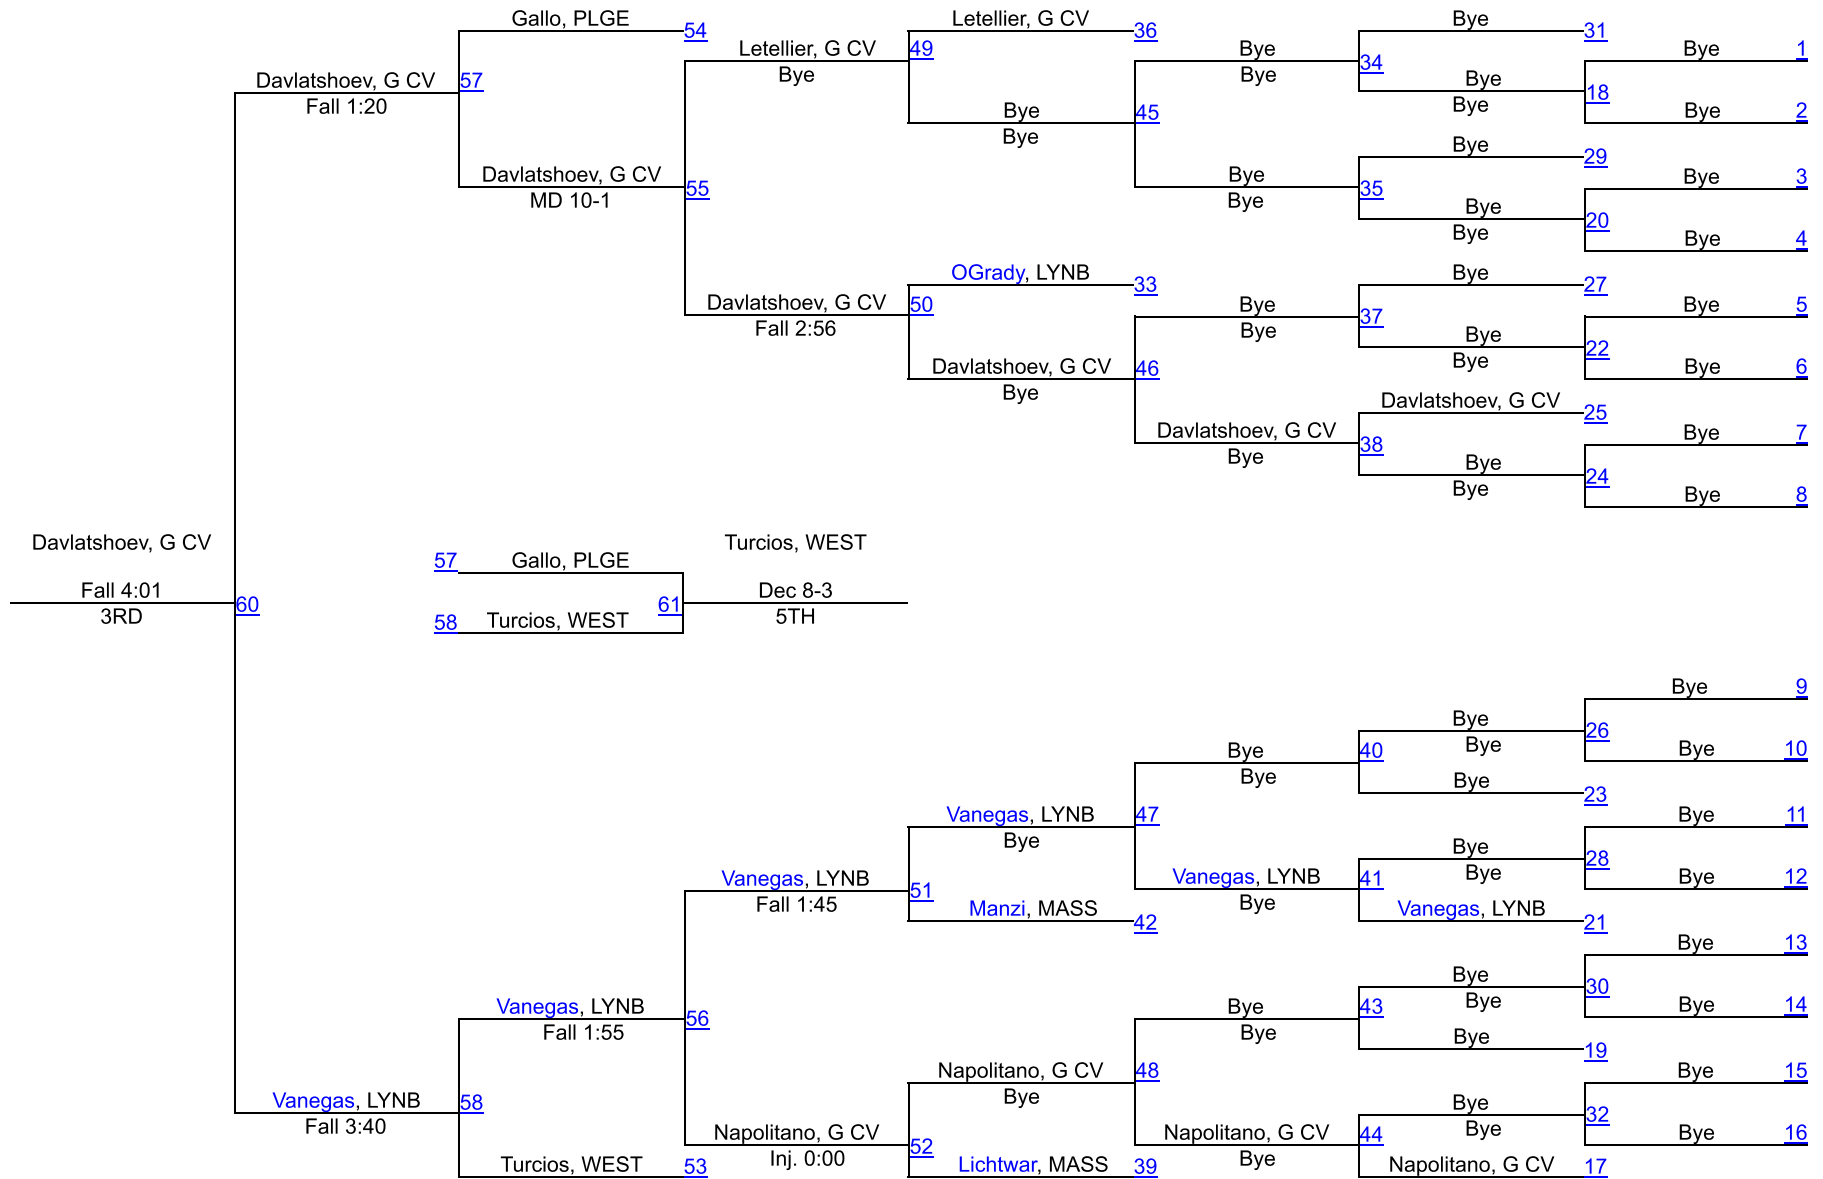 Gallo, PLGE
54
Letellier, G CV
36
Bye
31
Davlatshoev, G CV
57
Fall 1:20
Letellier, G CV
49
Bye
Bye
34
Bye
Bye
1
Bye
18
Bye
Bye
2
Bye
45
Bye
Davlatshoev, G CV
55
MD 10-1
Bye
29
Bye
35
Bye
Bye
3
Bye
20
Bye
Bye
4
OGrady, LYNB
33
Bye
27
Davlatshoev, G CV
50
Fall 2:56
Bye
37
Bye
Bye
5
Bye
22
Bye
Bye
6
Davlatshoev, G CV
46
Bye
Davlatshoev, G CV
25
Davlatshoev, G CV
38
Bye
Bye
7
Bye
24
Bye
Bye
8
Davlatshoev, G CV
Fall 4:01
60
3RD
57
Gallo, PLGE
58
Turcios, WEST
61
Turcios, WEST
Dec 8-3
5TH
Bye
9
Bye
26
Bye
Bye
10
Bye
40
Bye
Bye
23
Vanegas, LYNB
47
Bye
Bye
11
Bye
28
Bye
Bye
12
Vanegas, LYNB
51
Fall 1:45
Vanegas, LYNB
41
Bye
Vanegas, LYNB
21
Manzi, MASS
42
Bye
13
Bye
30
Bye
Bye
14
Vanegas, LYNB
56
Fall 1:55
Bye
43
Bye
Bye
19
Napolitano, G CV
48
Bye
Bye
15
Bye
32
Bye
Bye
16
Vanegas, LYNB
58
Fall 3:40
Napolitano, G CV
52
Inj. 0:00
Napolitano, G CV
44
Bye
Turcios, WEST
53
Lichtwar, MASS
39
Napolitano, G CV
17